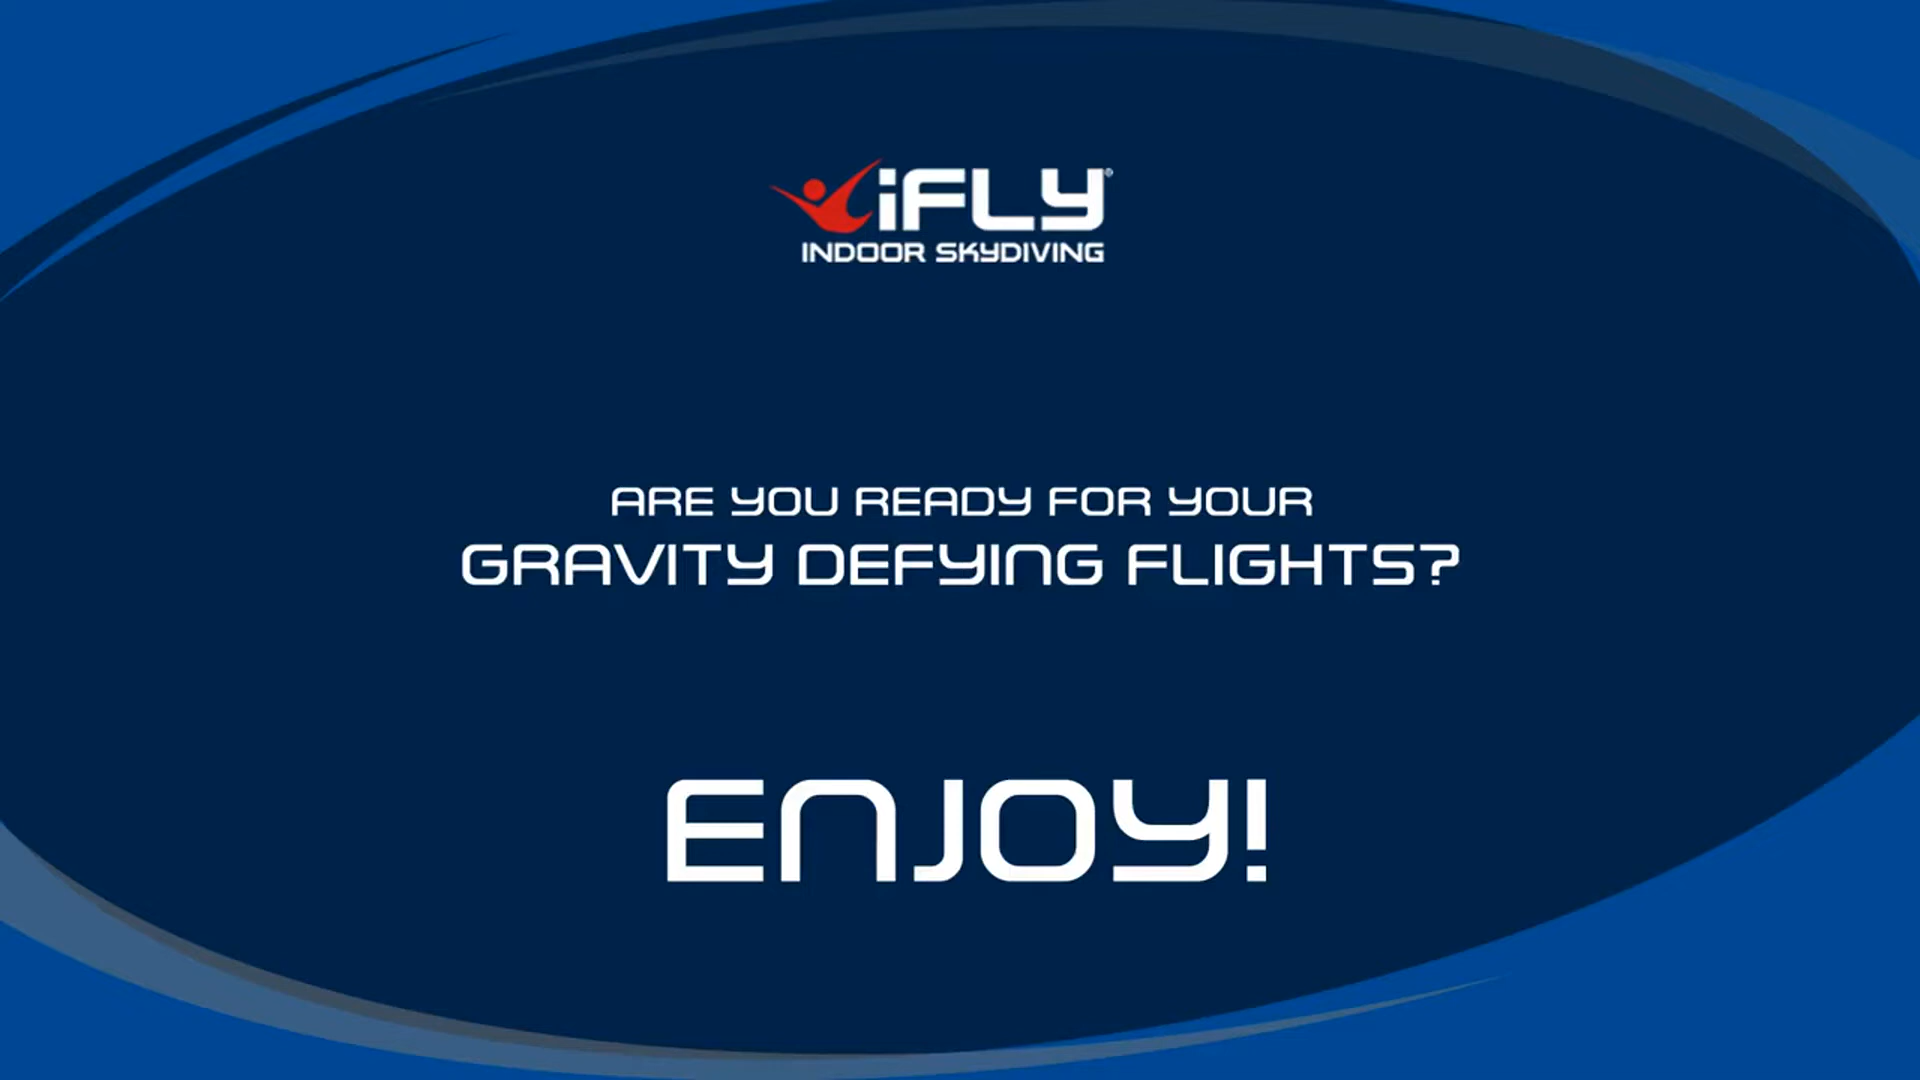 iFLY®
INDOOR SKYDIVING
ARE YOU READY FOR YOUR
GRAVITY DEFYING FLIGHTS?
ENJOY!